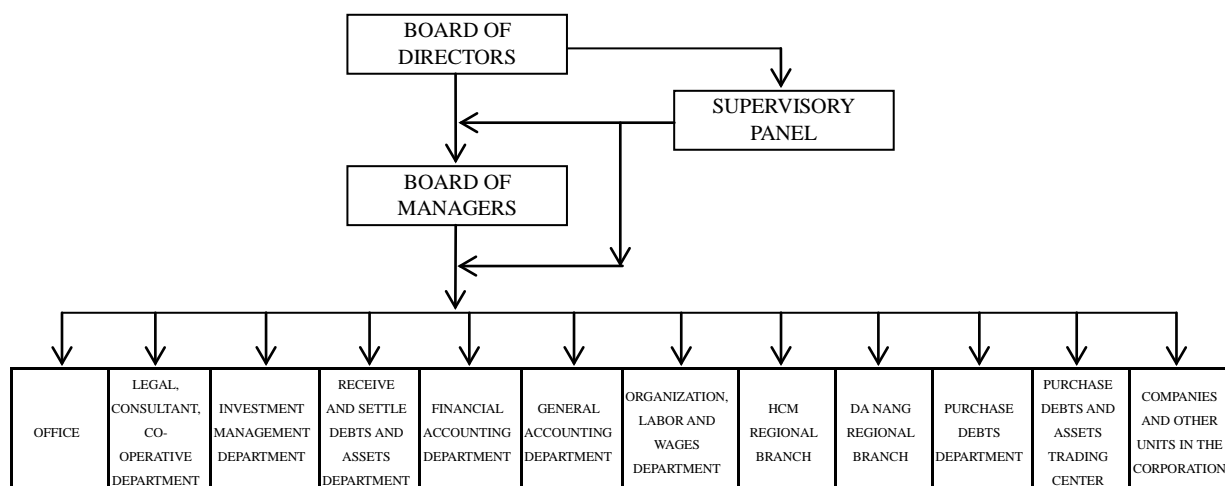 BOARD OF
DIRECTORS
SUPERVISORY
PANEL
BOARD OF
MANAGERS
OFFICE
LEGAL,
CONSULTANT,
CO-
OPERATIVE
DEPARTMENT
INVESTMENT
MANAGEMENT
DEPARTMENT
RECEIVE
AND SETTLE
DEBTS AND
ASSETS
DEPARTMENT
FINANCIAL
ACCOUNTING
DEPARTMENT
GENERAL
ACCOUNTING
DEPARTMENT
ORGANIZATION,
LABOR AND
WAGES
DEPARTMENT
HCM
REGIONAL
BRANCH
DA NANG
REGIONAL
BRANCH
PURCHASE
DEBTS
DEPARTMENT
PURCHASE
DEBTS AND
ASSETS
TRADING
CENTER
COMPANIES
AND OTHER
UNITS IN THE
CORPORATION